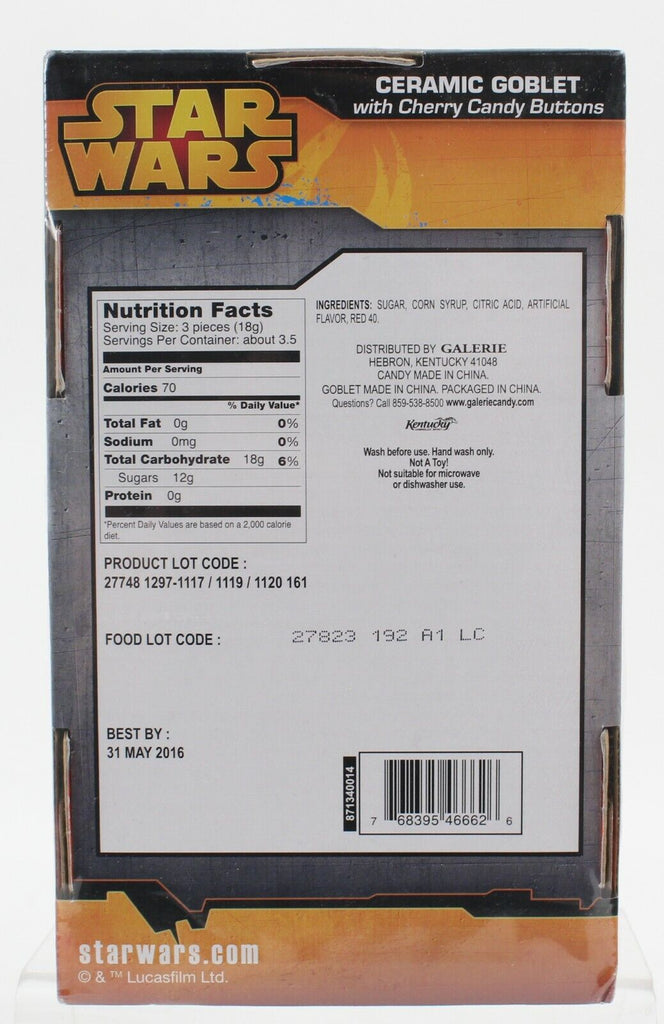 STAR
WARS
CERAMIC GOBLET
with Cherry Candy Buttons
Nutrition Facts
Serving Size: 3 pieces (18g)
Servings Per Container: about 3.5
Amount Per Serving
Calories 70
% Daily Value*
Total Fat 0g 0%
Sodium 0mg 0%
Total Carbohydrate 18g 6%
Sugars 12g
Protein 0g
*Percent Daily Values are based on a 2,000 calorie
diet.
INGREDIENTS: SUGAR, CORN SYRUP, CITRIC ACID, ARTIFICIAL
FLAVOR, RED 40.
DISTRIBUTED BY GALERIE
HEBRON, KENTUCKY 41048
CANDY MADE IN CHINA.
GOBLET MADE IN CHINA. PACKAGED IN CHINA.
Questions? Call 859-538-8500 www.galeriecandy.com
Kentucky
Wash before use. Hand wash only.
Not A Toy!
Not suitable for microwave
or dishwasher use.
PRODUCT LOT CODE :
27748 1297-1117 / 1119 / 1120 161
FOOD LOT CODE : 27823 192 A1 LC
BEST BY :
31 MAY 2016
871340014
7 68395 46662 6
starwars.com
© & ™ Lucasfilm Ltd.